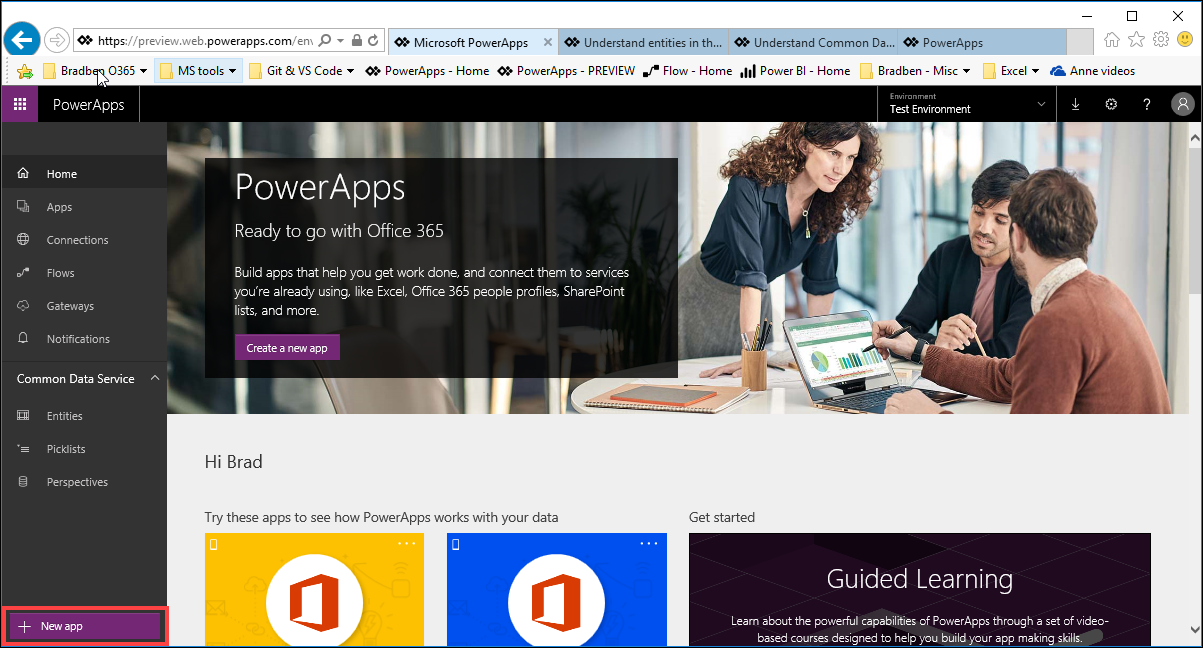 https://preview.web.powerapps.com/env
Microsoft PowerApps
Understand entities in th...
Understand Common Da...
PowerApps
Bradben O365
MS tools
Git & VS Code
PowerApps - Home
PowerApps - PREVIEW
Flow - Home
Power BI - Home
Bradben - Misc
Excel
Anne videos
PowerApps
Environment
Test Environment
?
Home
Apps
Connections
Flows
Gateways
Notifications
Common Data Service
Entities
Picklists
Perspectives
New app
PowerApps
Ready to go with Office 365
Build apps that help you get work done, and connect them to services
you're already using, like Excel, Office 365 people profiles, SharePoint
lists, and more.
Create a new app
Hi Brad
Try these apps to see how PowerApps works with your data
Get started
Guided Learning
Learn about the powerful capabilities of PowerApps through a set of video-
based courses designed to help you build your app making skills.